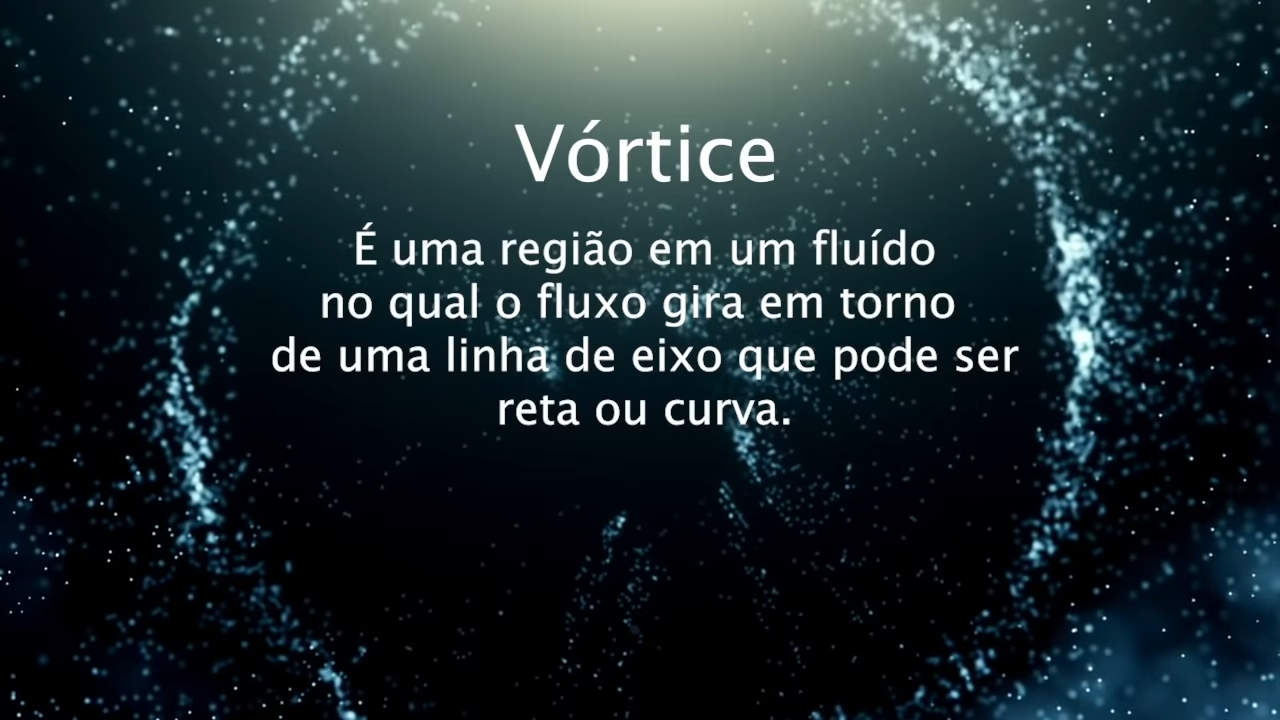 Vórtice
É uma região em um fluído
no qual o fluxo gira em torno
de uma linha de eixo que pode ser
reta ou curva.